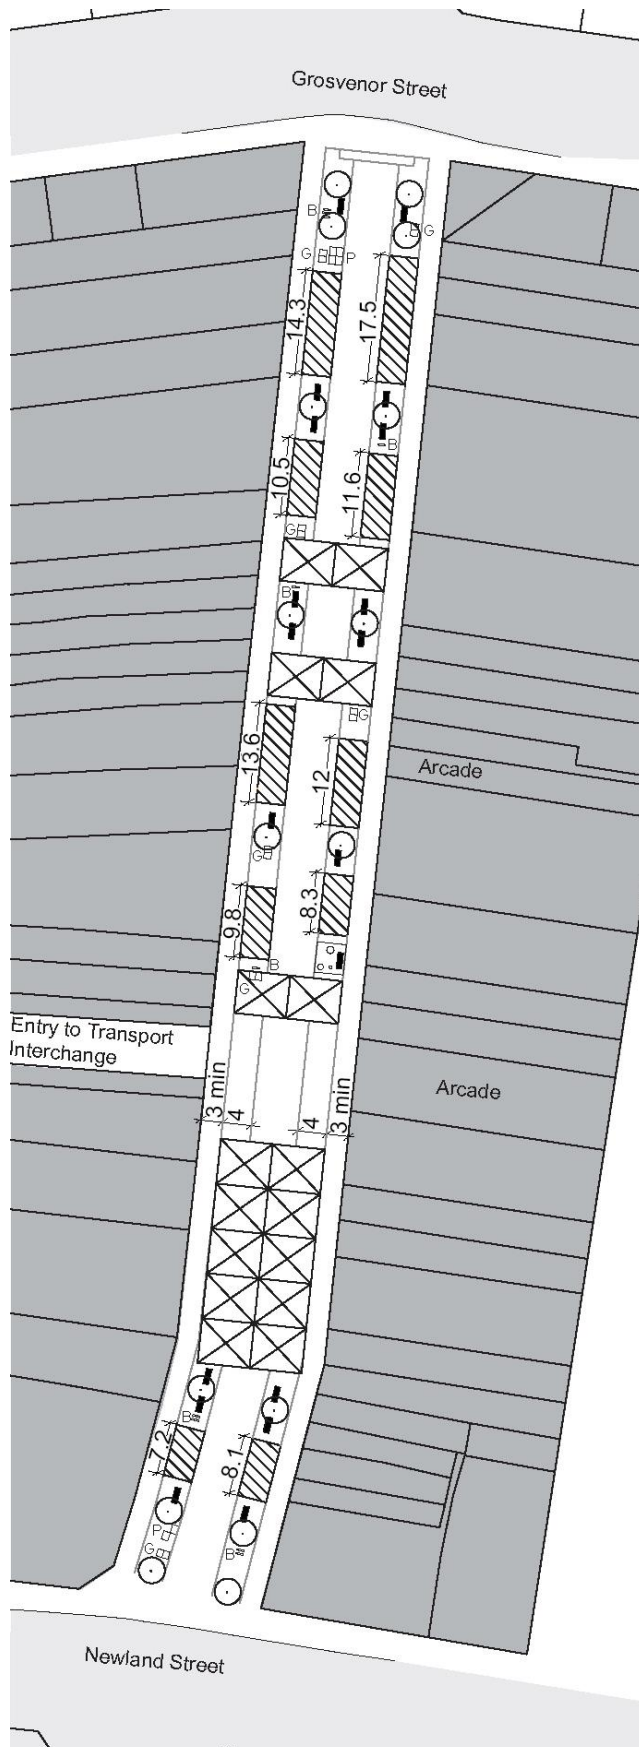 Grosvenor Street
B
G
G B P
14.3
17.5
B
10.5
11.6
G
B
G
13.6
12
Arcade
G
9.8
8.3
B
G
Entry to Transport
Interchange
3 min
4
4
3 min
Arcade
B
7.2
8.1
P
G
B
Newland Street